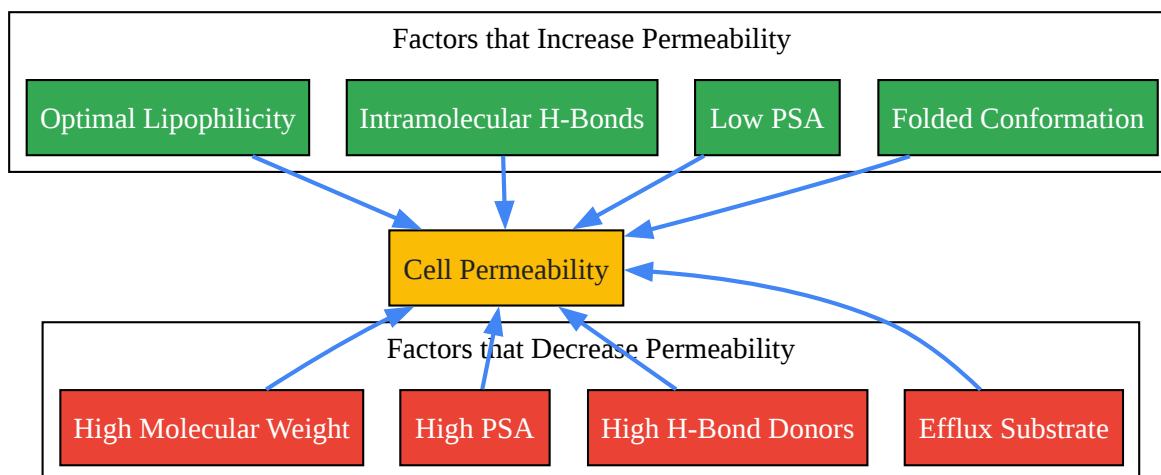 Factors that Increase Permeability
Optimal Lipophilicity
Intramolecular H-Bonds
Low PSA
Folded Conformation
Cell Permeability
Factors that Decrease Permeability
High Molecular Weight
High PSA
High H-Bond Donors
Efflux Substrate